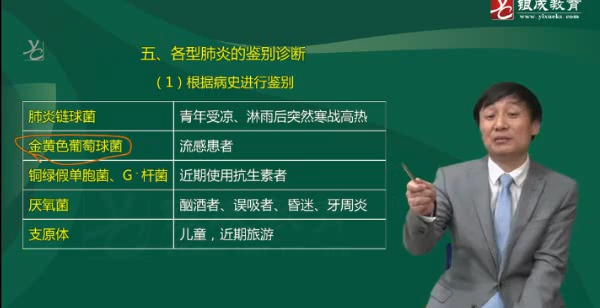 银成教育
www.yixueks.com
五、各型肺炎的鉴别诊断
（1）根据病史进行鉴别
肺炎链球菌 青年受凉、淋雨后突然寒战高热
金黄色葡萄球菌 流感患者
铜绿假单胞菌、G⁻杆菌 近期使用抗生素者
厌氧菌 酗酒者、误吸者、昏迷、牙周炎
支原体 儿童，近期旅游